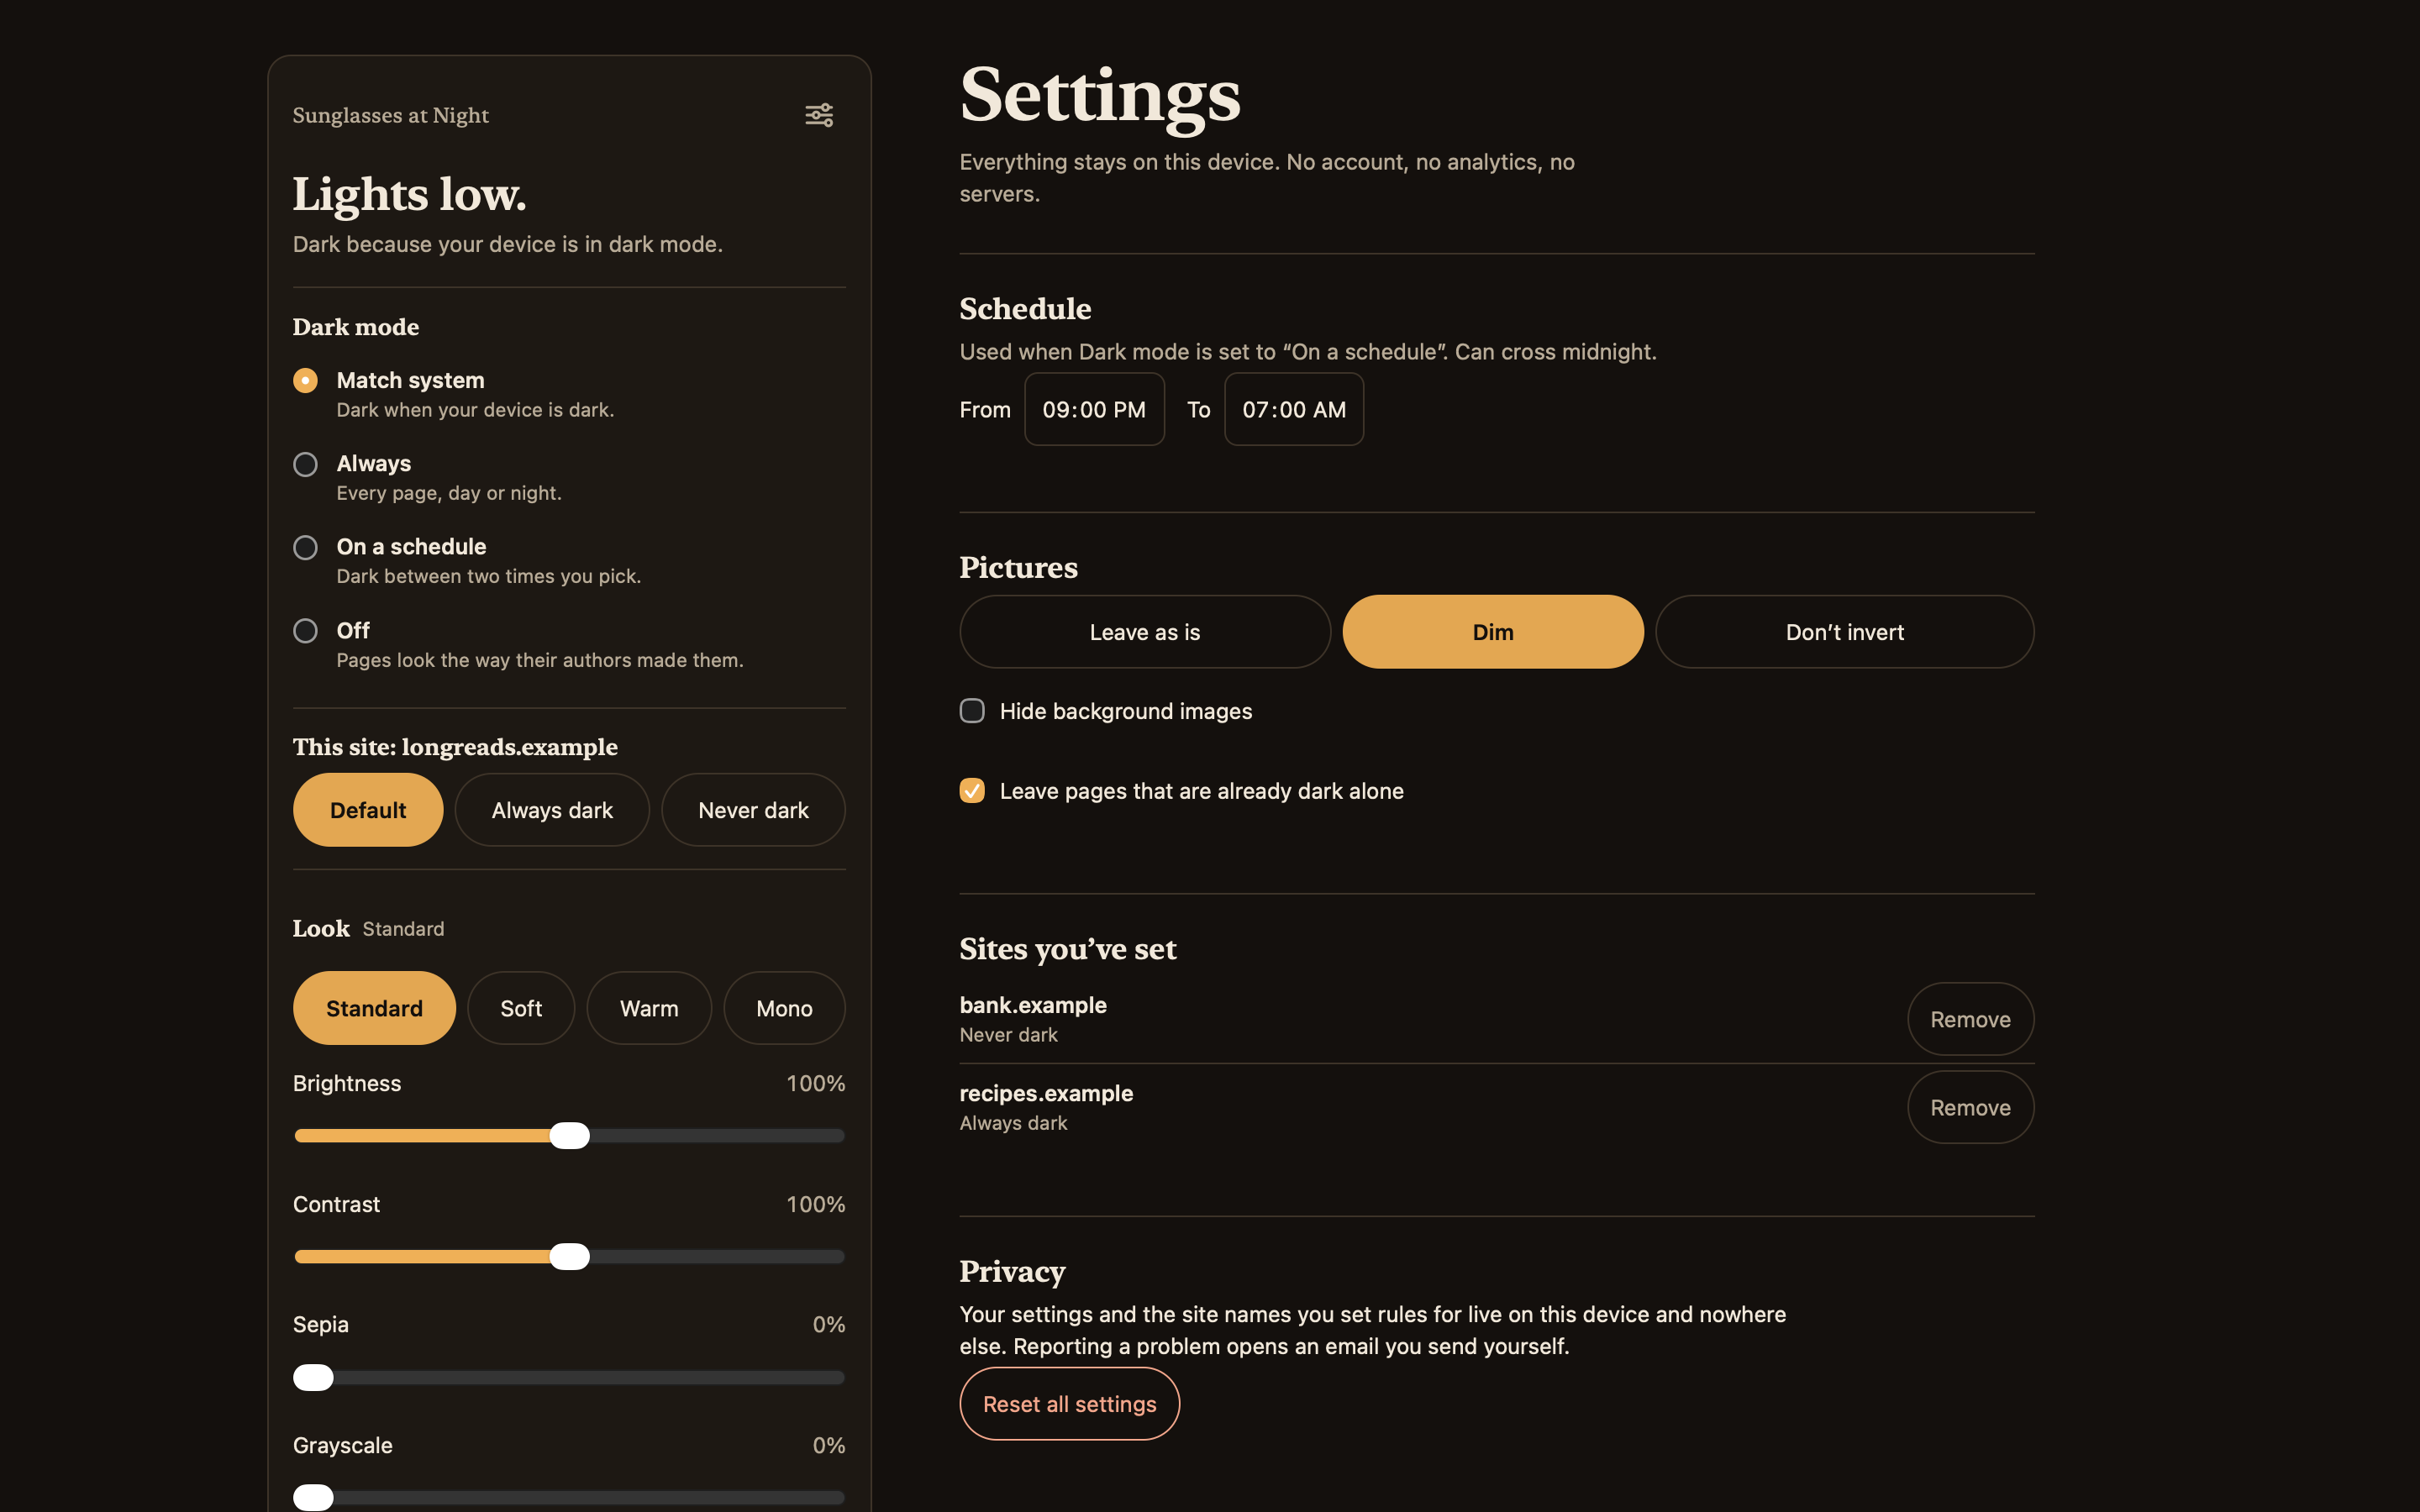 Sunglasses at Night
Lights low.
Dark because your device is in dark mode.
Dark mode
Match system
Dark when your device is dark.
Always
Every page, day or night.
On a schedule
Dark between two times you pick.
Off
Pages look the way their authors made them.
This site: longreads.example
Default
Always dark
Never dark
Look Standard
Standard
Soft
Warm
Mono
Brightness 100%
Contrast 100%
Sepia 0%
Grayscale 0%
Settings
Everything stays on this device. No account, no analytics, no
servers.
Schedule
Used when Dark mode is set to “On a schedule”. Can cross midnight.
From 09:00 PM To 07:00 AM
Pictures
Leave as is
Dim
Don’t invert
Hide background images
Leave pages that are already dark alone
Sites you’ve set
bank.example
Never dark
Remove
recipes.example
Always dark
Remove
Privacy
Your settings and the site names you set rules for live on this device and nowhere
else. Reporting a problem opens an email you send yourself.
Reset all settings